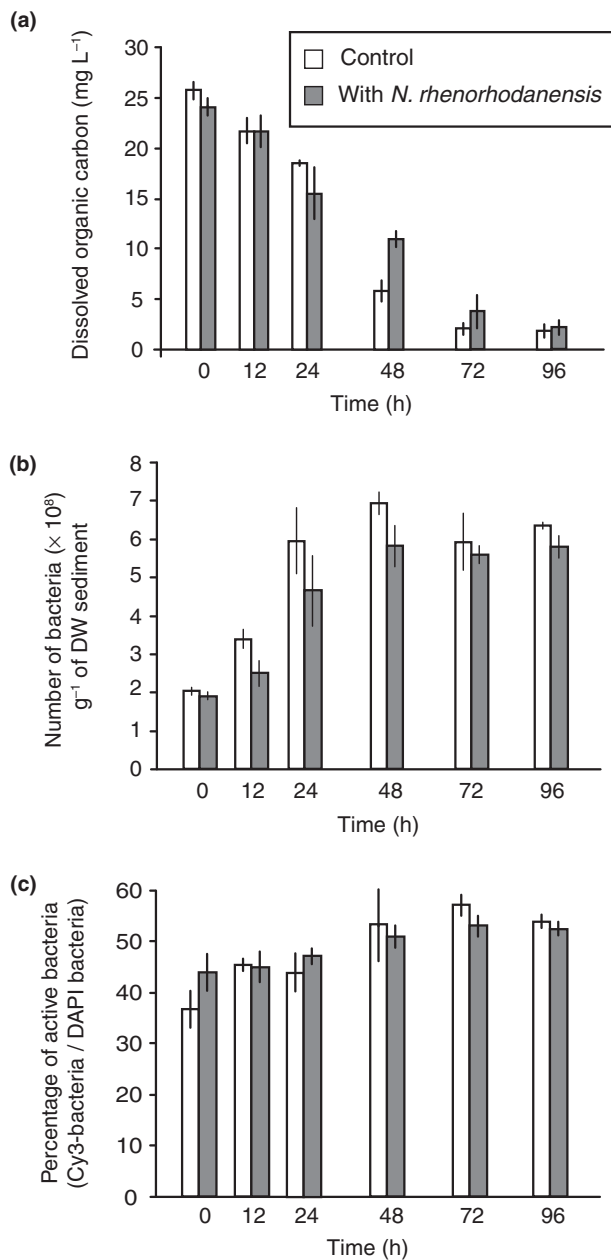 (a)
Dissolved organic carbon (mg L⁻¹)
30
25
20
15
10
5
0
Control
With N. rhenorhodanensis
0 12 24 48 72 96
Time (h)
(b)
Number of bacteria (× 10⁸)
g⁻¹ of DW sediment
8
7
6
5
4
3
2
1
0
0 12 24 48 72 96
Time (h)
(c)
Percentage of active bacteria
(Cy3-bacteria / DAPI bacteria)
60
50
40
30
20
10
0
0 12 24 48 72 96
Time (h)